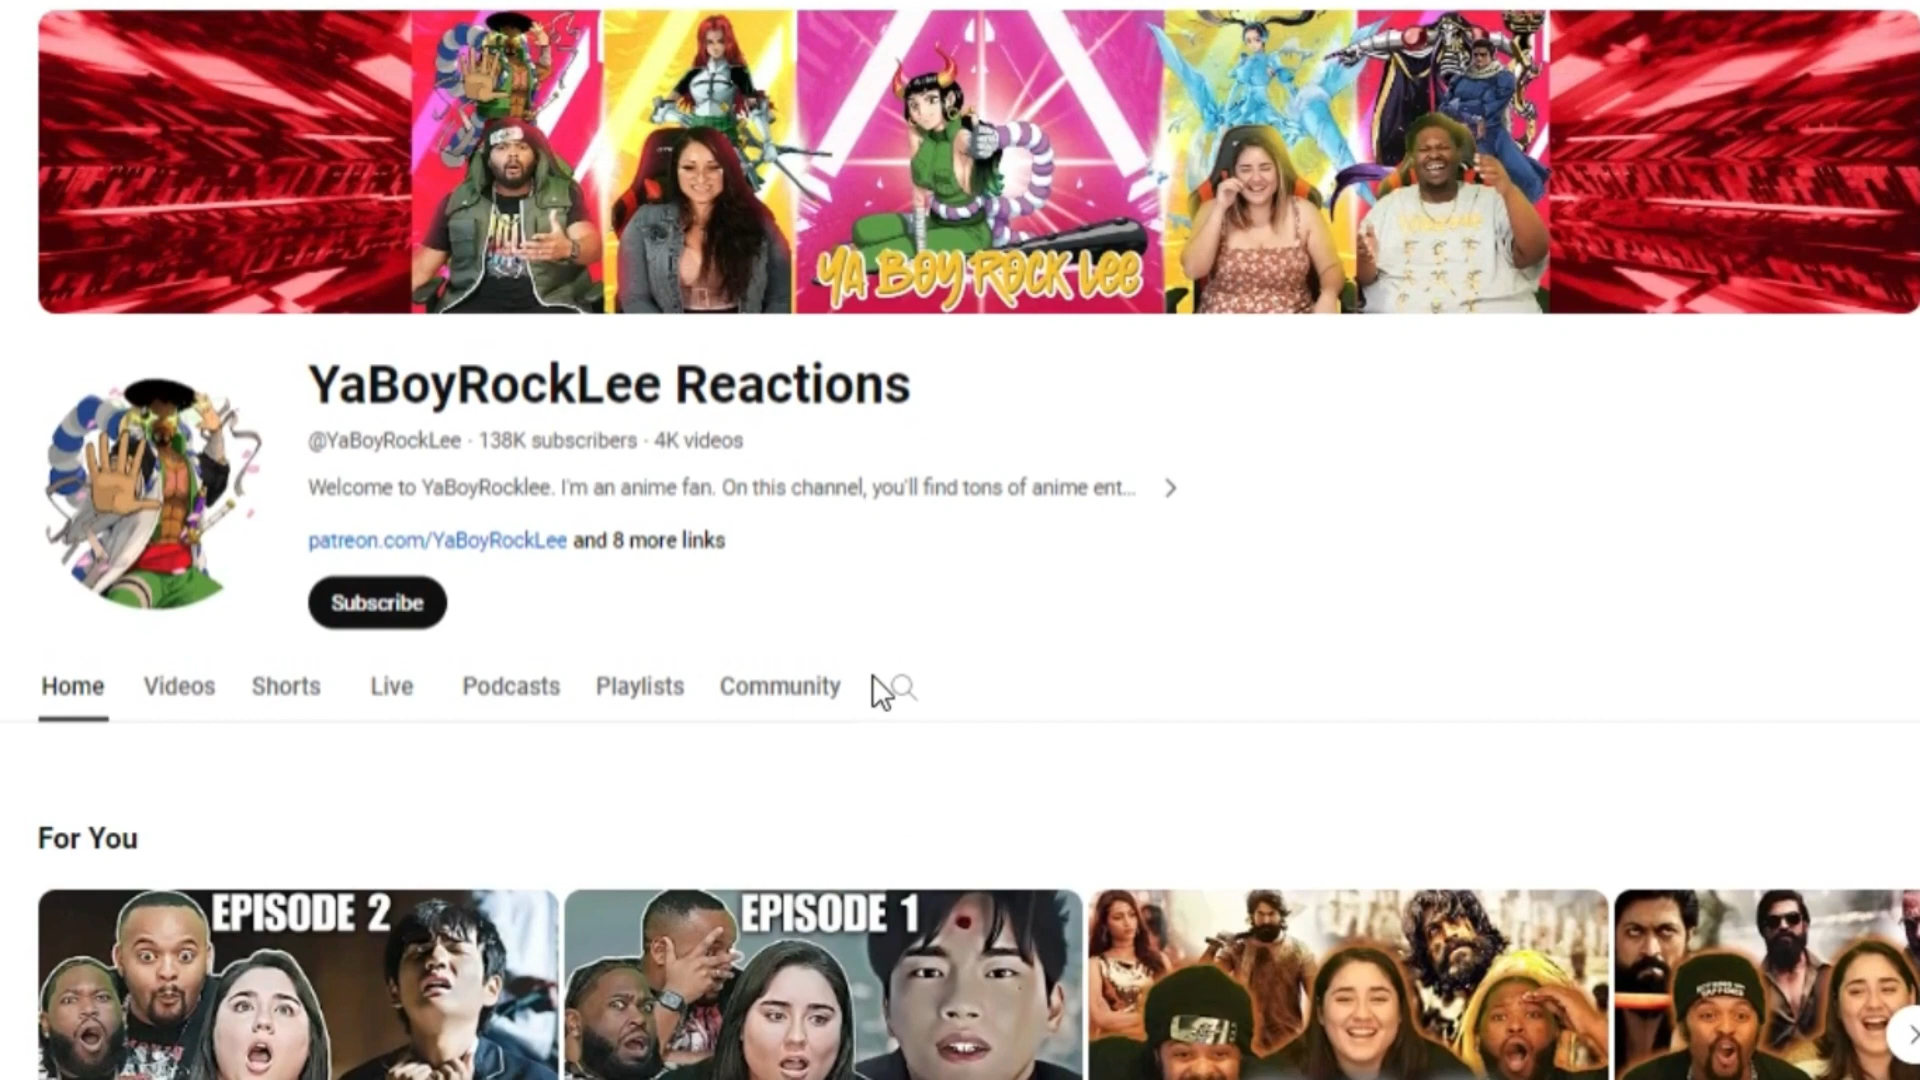 YA BOY ROCK LEE
YaBoyRockLee Reactions
@YaBoyRockLee · 138K subscribers · 4K videos
Welcome to YaBoyRocklee. I'm an anime fan. On this channel, you'll find tons of anime ent...
patreon.com/YaBoyRockLee and 8 more links
Subscribe
Home Videos Shorts Live Podcasts Playlists Community
For You
EPISODE 2 EPISODE 1